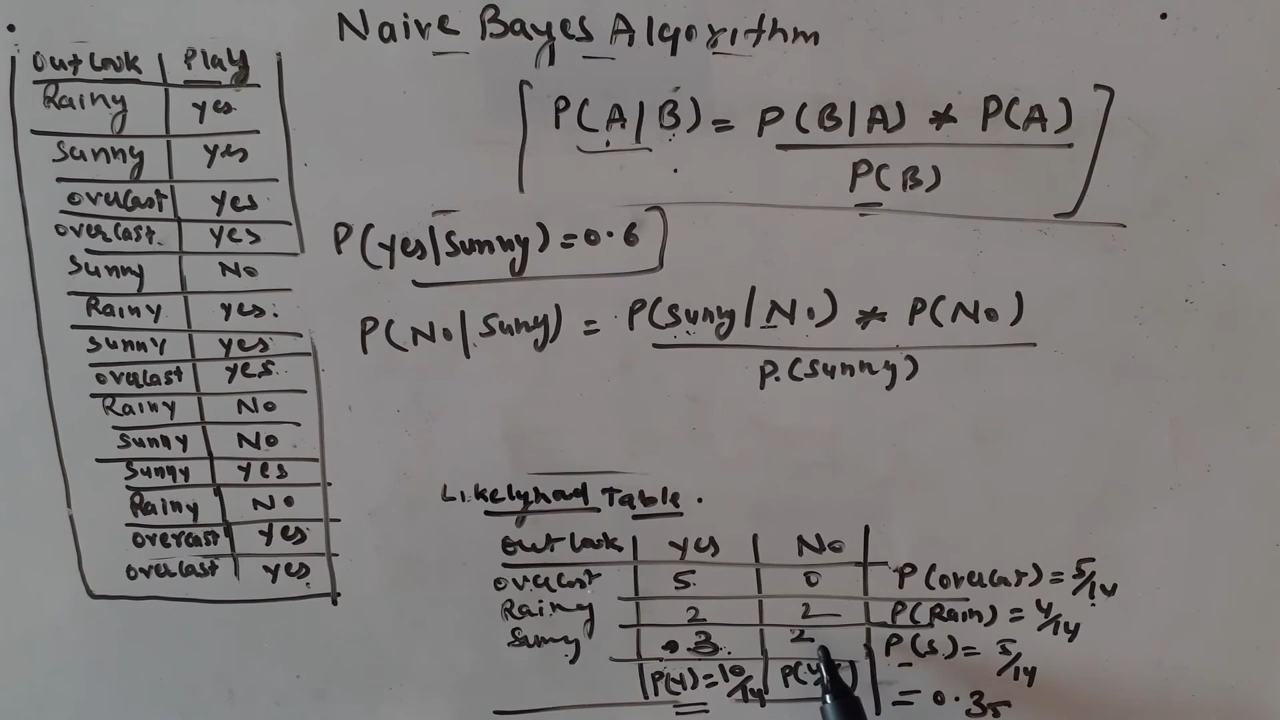 Naive Bayes Algorithm
Outlook Play
Rainy yes
Sunny Yes
overcast Yes
overcast. Yes
Sunny No
Rainy yes.
Sunny yes
overcast yes.
Rainy No
Sunny No
Sunny yes
Rainy No
overcast yes
overcast yes.
P(A|B) = P(B|A) * P(A)
P(B)
P(yes|Sunny) = 0.6
P(No|Suny) = P(Suny/No) * P(No)
P.(Sunny)
Likelyhood Table.
Outlook yes No
overcast 5 0 P(overcast) = 5/14
Rainy 2 2 P(Rain) = 4/14
Suny 3 2 P(s) = 5/14
P(Y) = 10/14 = 0.35